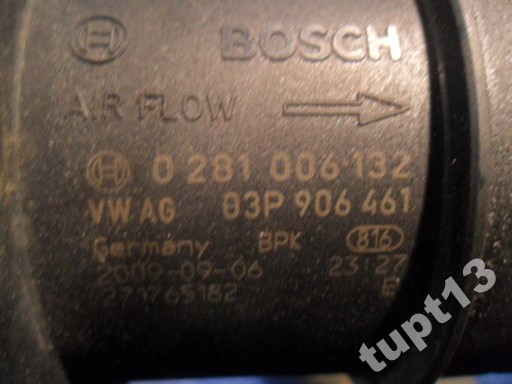 BOSCH
AIR FLOW
0 281 006 132
VW AG 03P 906 461
Germany BPK 816
2009-09-06 23:27
271765182 E
tupt13